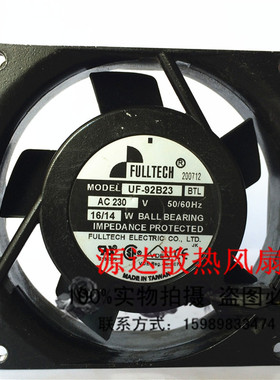 FULLTECH ®
200712
MODEL UF-92B23 BTL
AC 230 V 50/60Hz
16/14 W BALL BEARING
IMPEDANCE PROTECTED
FULLTECH ELECTRIC CO., LTD.
MADE IN TAIWAN
源达散热风扇
100%实物拍摄 盗图必
联系方式：15989833474